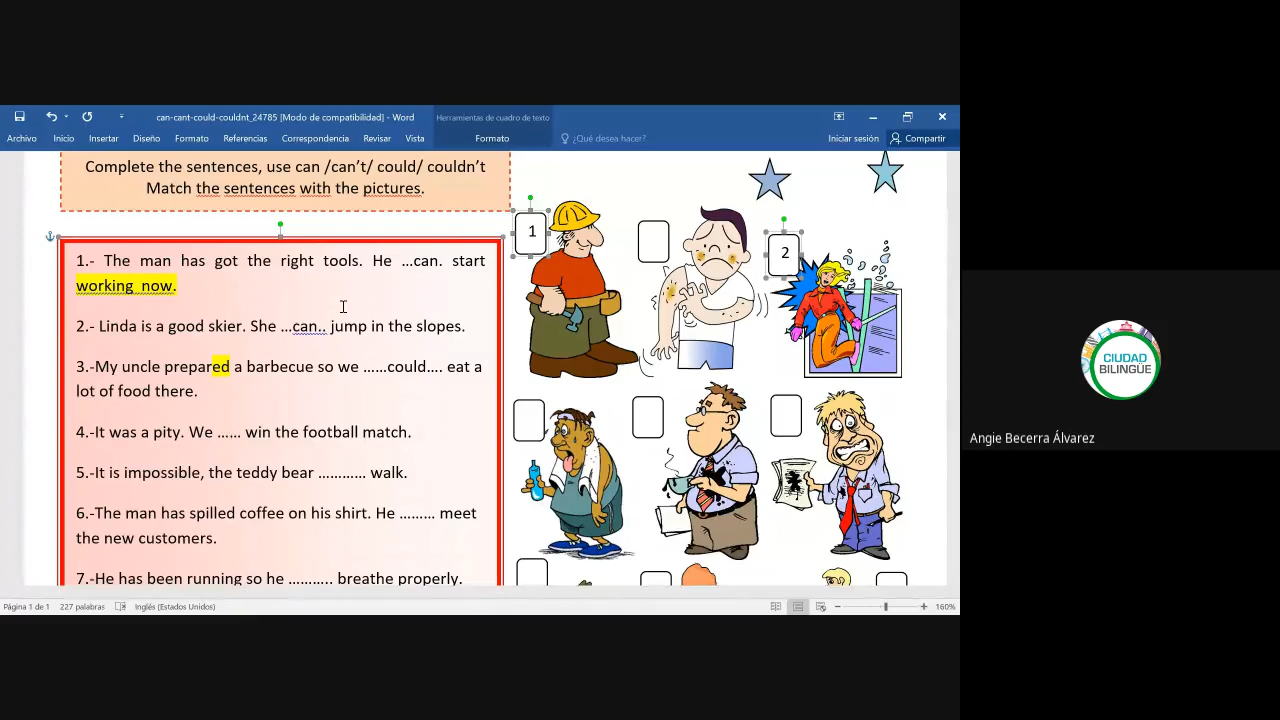 can-cant-could-couldnt_24785 [Modo de compatibilidad] - Word
Herramientas de cuadro de texto
Archivo Inicio Insertar Diseño Formato Referencias Correspondencia Revisar Vista Formato ¿Qué desea hacer? Iniciar sesión Compartir
Complete the sentences, use can /can't/ could/ couldn't
Match the sentences with the pictures.
1.- The man has got the right tools. He …can. start
working now.
2.- Linda is a good skier. She …can.. jump in the slopes.
3.-My uncle prepared a barbecue so we ……could…. eat a
lot of food there.
4.-It was a pity. We …… win the football match.
5.-It is impossible, the teddy bear ………… walk.
6.-The man has spilled coffee on his shirt. He ……… meet
the new customers.
7.-He has been running so he ……….. breathe properly.
1
2
Página 1 de 1 227 palabras Inglés (Estados Unidos) 160%
CIUDAD
BILINGÜE
Angie Becerra Álvarez